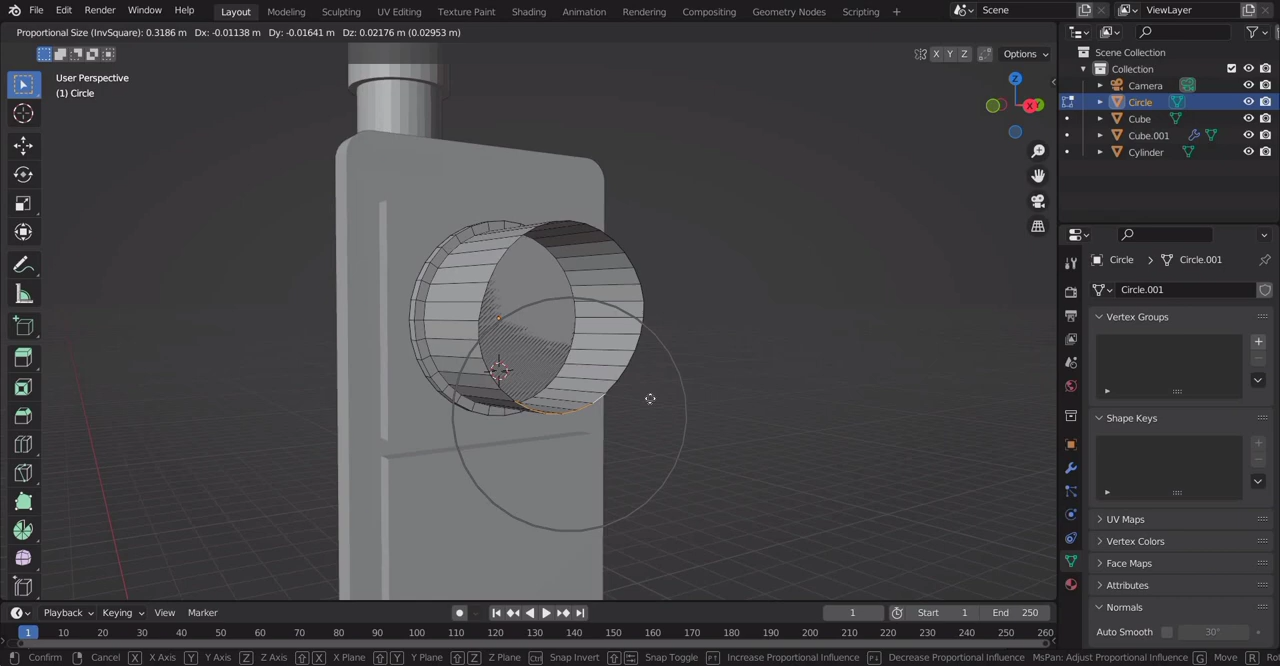 File Edit Render Window Help Layout Modeling Sculpting UV Editing Texture Paint Shading Animation Rendering Compositing Geometry Nodes Scripting + Scene ViewLayer
Proportional Size (InvSquare): 0.3186 m Dx: -0.01138 m Dy: -0.01641 m Dz: 0.02176 m (0.02953 m)
X Y Z Options
User Perspective
(1) Circle
Z
X
Scene Collection
Collection
Camera
Circle
Cube
Cube.001
Cylinder
Circle > Circle.001
Circle.001
Vertex Groups
Shape Keys
UV Maps
Vertex Colors
Face Maps
Attributes
Normals
Auto Smooth 30°
Playback Keying View Marker 1 Start 1 End 250
1 10 20 30 40 50 60 70 80 90 100 110 120 130 140 150 160 170 180 190 200 210 220 230 240 250 260
Confirm Cancel X X Axis Y Y Axis Z Z Axis X X Plane Y Y Plane Z Z Plane Ctrl Snap Invert Snap Toggle Increase Proportional Influence Decrease Proportional Influence MsPan: Adjust Proportional Influence G Move R